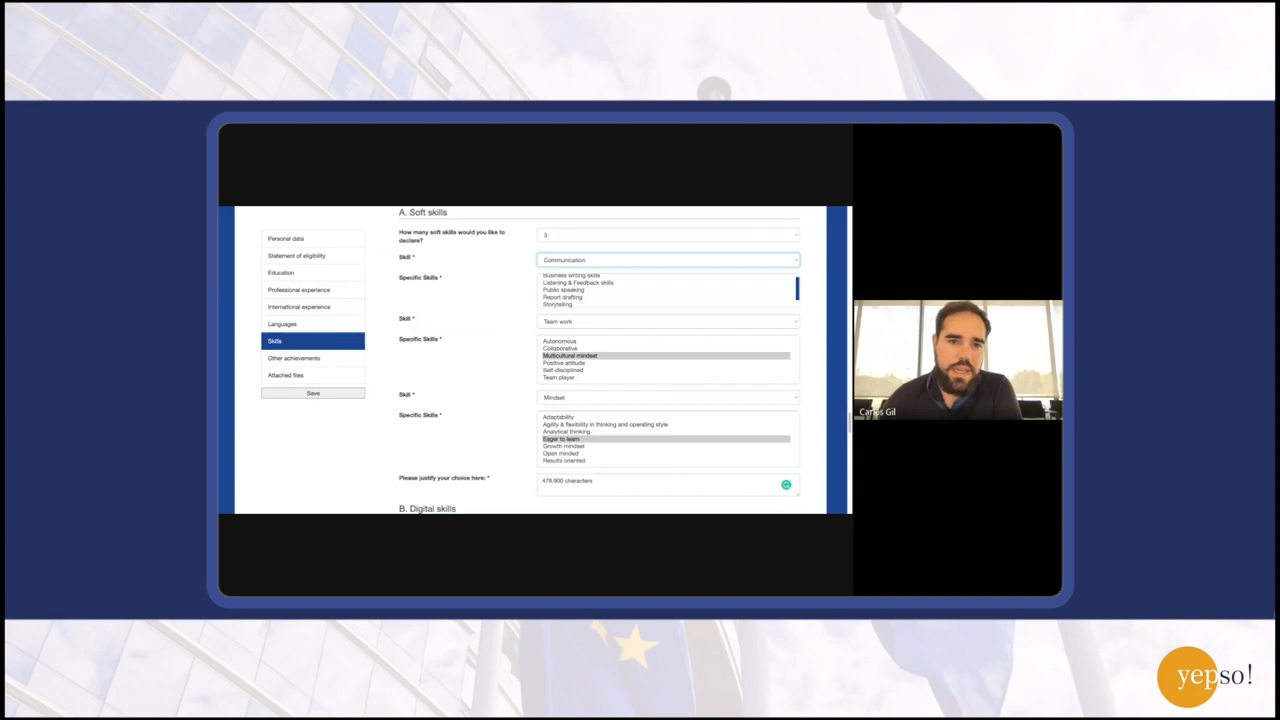 A. Soft skills
How many soft skills would you like to
declare?
3
Personal data
Statement of eligibility
Education
Professional experience
International experience
Languages
Skills
Other achievements
Attached files
Save
Skill *
Communication
Specific Skills *
Business writing skills
Listening & Feedback skills
Public speaking
Report drafting
Storytelling
Skill *
Team work
Specific Skills *
Autonomous
Collaborative
Multicultural mindset
Positive attitude
Self-disciplined
Team player
Skill *
Mindset
Specific Skills *
Adaptability
Agility & flexibility in thinking and operating style
Analytical thinking
Eager to learn
Growth mindset
Open minded
Results oriented
Please justify your choice here: *
478.900 characters
B. Digital skills
Carlos Gil
yepso!